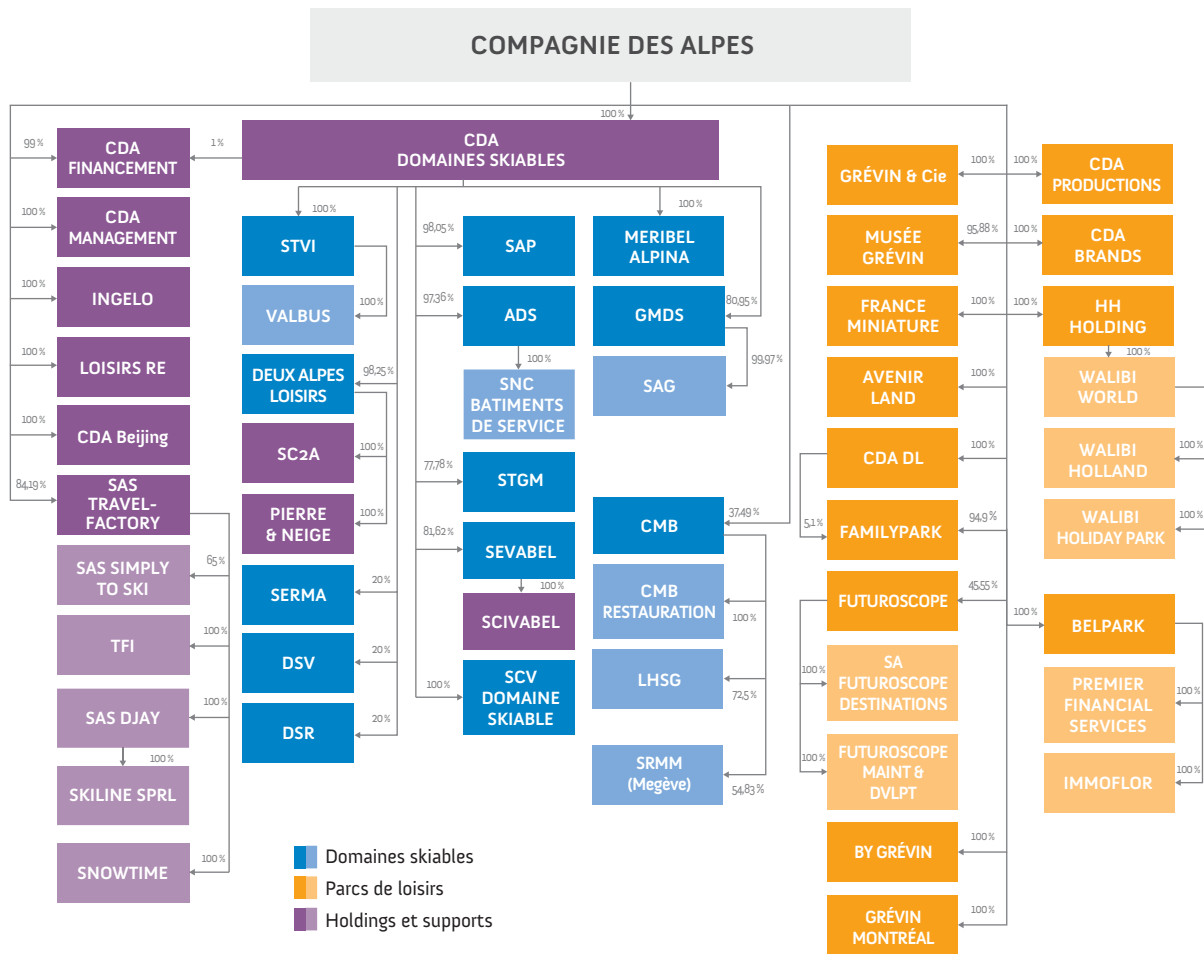 COMPAGNIE DES ALPES
100 %
CDA
DOMAINES SKIABLES
99 %
CDA
FINANCEMENT
1 %
100 %
CDA
MANAGEMENT
100 %
INGELO
100 %
LOISIRS RE
100 %
CDA Beijing
84,19 %
SAS
TRAVEL-
FACTORY
SAS SIMPLY
TO SKI
65 %
TFI
100 %
SAS DJAY
100 %
100 %
SKILINE SPRL
SNOWTIME
100 %
100 %
STVI
VALBUS
100 %
DEUX ALPES
LOISIRS
98,25 %
SC2A
100 %
PIERRE
& NEIGE
100 %
SERMA
20 %
DSV
20 %
DSR
20 %
98,05 %
SAP
97,36 %
ADS
100 %
SNC
BATIMENTS
DE SERVICE
77,78 %
STGM
81,62 %
SEVABEL
100 %
SCIVABEL
100 %
SCV
DOMAINE
SKIABLE
100 %
MERIBEL
ALPINA
GMDS
80,95 %
SAG
99,97 %
CMB
37,49 %
CMB
RESTAURATION
100 %
LHSG
72,5 %
SRMM
(Megève)
54,83 %
GRÉVIN & Cie
100 %
MUSÉE
GRÉVIN
95,88 %
FRANCE
MINIATURE
100 %
AVENIR
LAND
100 %
CDA DL
100 %
5,1 %
FAMILYPARK
94,9 %
FUTUROSCOPE
45,55 %
100 %
SA
FUTUROSCOPE
DESTINATIONS
100 %
FUTUROSCOPE
MAINT &
DVLPT
BY GRÉVIN
100 %
GRÉVIN
MONTRÉAL
100 %
100 %
CDA
PRODUCTIONS
100 %
CDA
BRANDS
100 %
HH
HOLDING
100 %
WALIBI
WORLD
WALIBI
HOLLAND
100 %
WALIBI
HOLIDAY PARK
100 %
100 %
BELPARK
PREMIER
FINANCIAL
SERVICES
100 %
IMMOFLOR
100 %
Domaines skiables
Parcs de loisirs
Holdings et supports